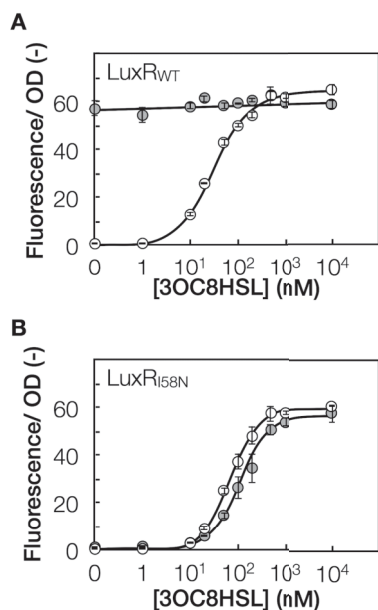 A
LuxRWT
Fluorescence/ OD (-)
60
40
20
0
0 1 10¹ 10² 10³ 10⁴
[3OC8HSL] (nM)
B
LuxRI58N
Fluorescence/ OD (-)
60
40
20
0
0 1 10¹ 10² 10³ 10⁴
[3OC8HSL] (nM)